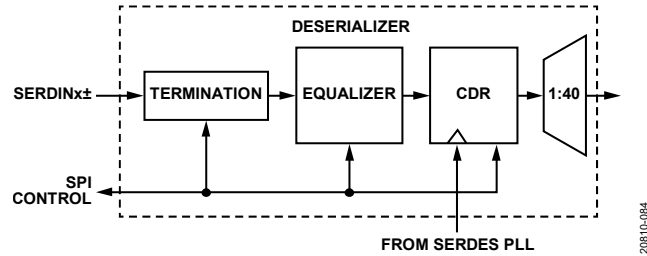 DESERIALIZER
SERDINx±
TERMINATION
EQUALIZER
CDR
1:40
SPI
CONTROL
FROM SERDES PLL
20810-084